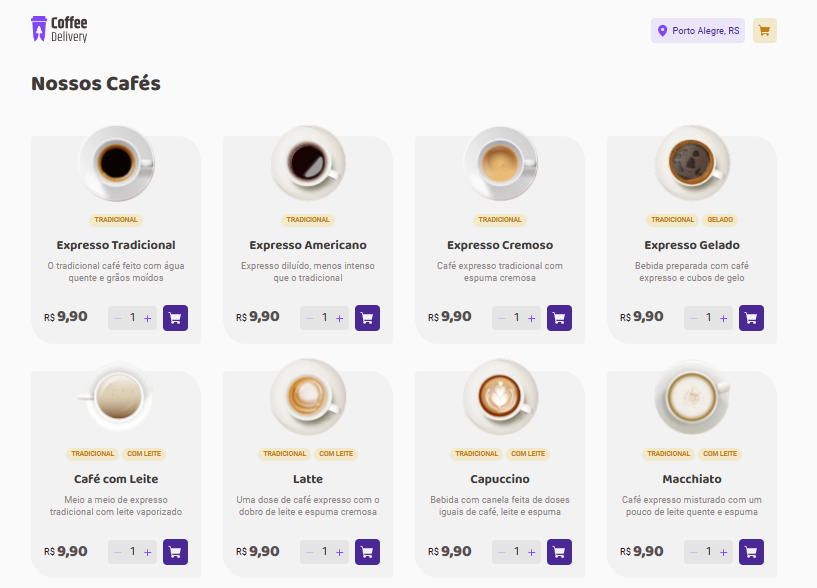 Coffee
Delivery
Porto Alegre, RS
Nossos Cafés
TRADICIONAL
Expresso Tradicional
O tradicional café feito com água
quente e grãos moídos
R$ 9,90
− 1 +
TRADICIONAL
Expresso Americano
Expresso diluído, menos intenso
que o tradicional
R$ 9,90
− 1 +
TRADICIONAL
Expresso Cremoso
Café expresso tradicional com
espuma cremosa
R$ 9,90
− 1 +
TRADICIONAL GELADO
Expresso Gelado
Bebida preparada com café
expresso e cubos de gelo
R$ 9,90
− 1 +
TRADICIONAL COM LEITE
Café com Leite
Meio a meio de expresso
tradicional com leite vaporizado
R$ 9,90
− 1 +
TRADICIONAL COM LEITE
Latte
Uma dose de café expresso com o
dobro de leite e espuma cremosa
R$ 9,90
− 1 +
TRADICIONAL COM LEITE
Capuccino
Bebida com canela feita de doses
iguais de café, leite e espuma
R$ 9,90
− 1 +
TRADICIONAL COM LEITE
Macchiato
Café expresso misturado com um
pouco de leite quente e espuma
R$ 9,90
− 1 +